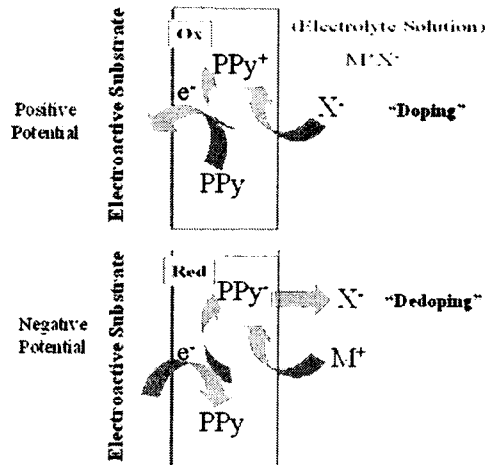 Ox
(Electrolyte Solution)
PPy+
M+X-
Positive
Potential
Electroactive Substrate
e-
X-
"Doping"
PPy
Red
PPy-
X-
"Dedoping"
Negative
Potential
Electroactive Substrate
e-
M+
PPy